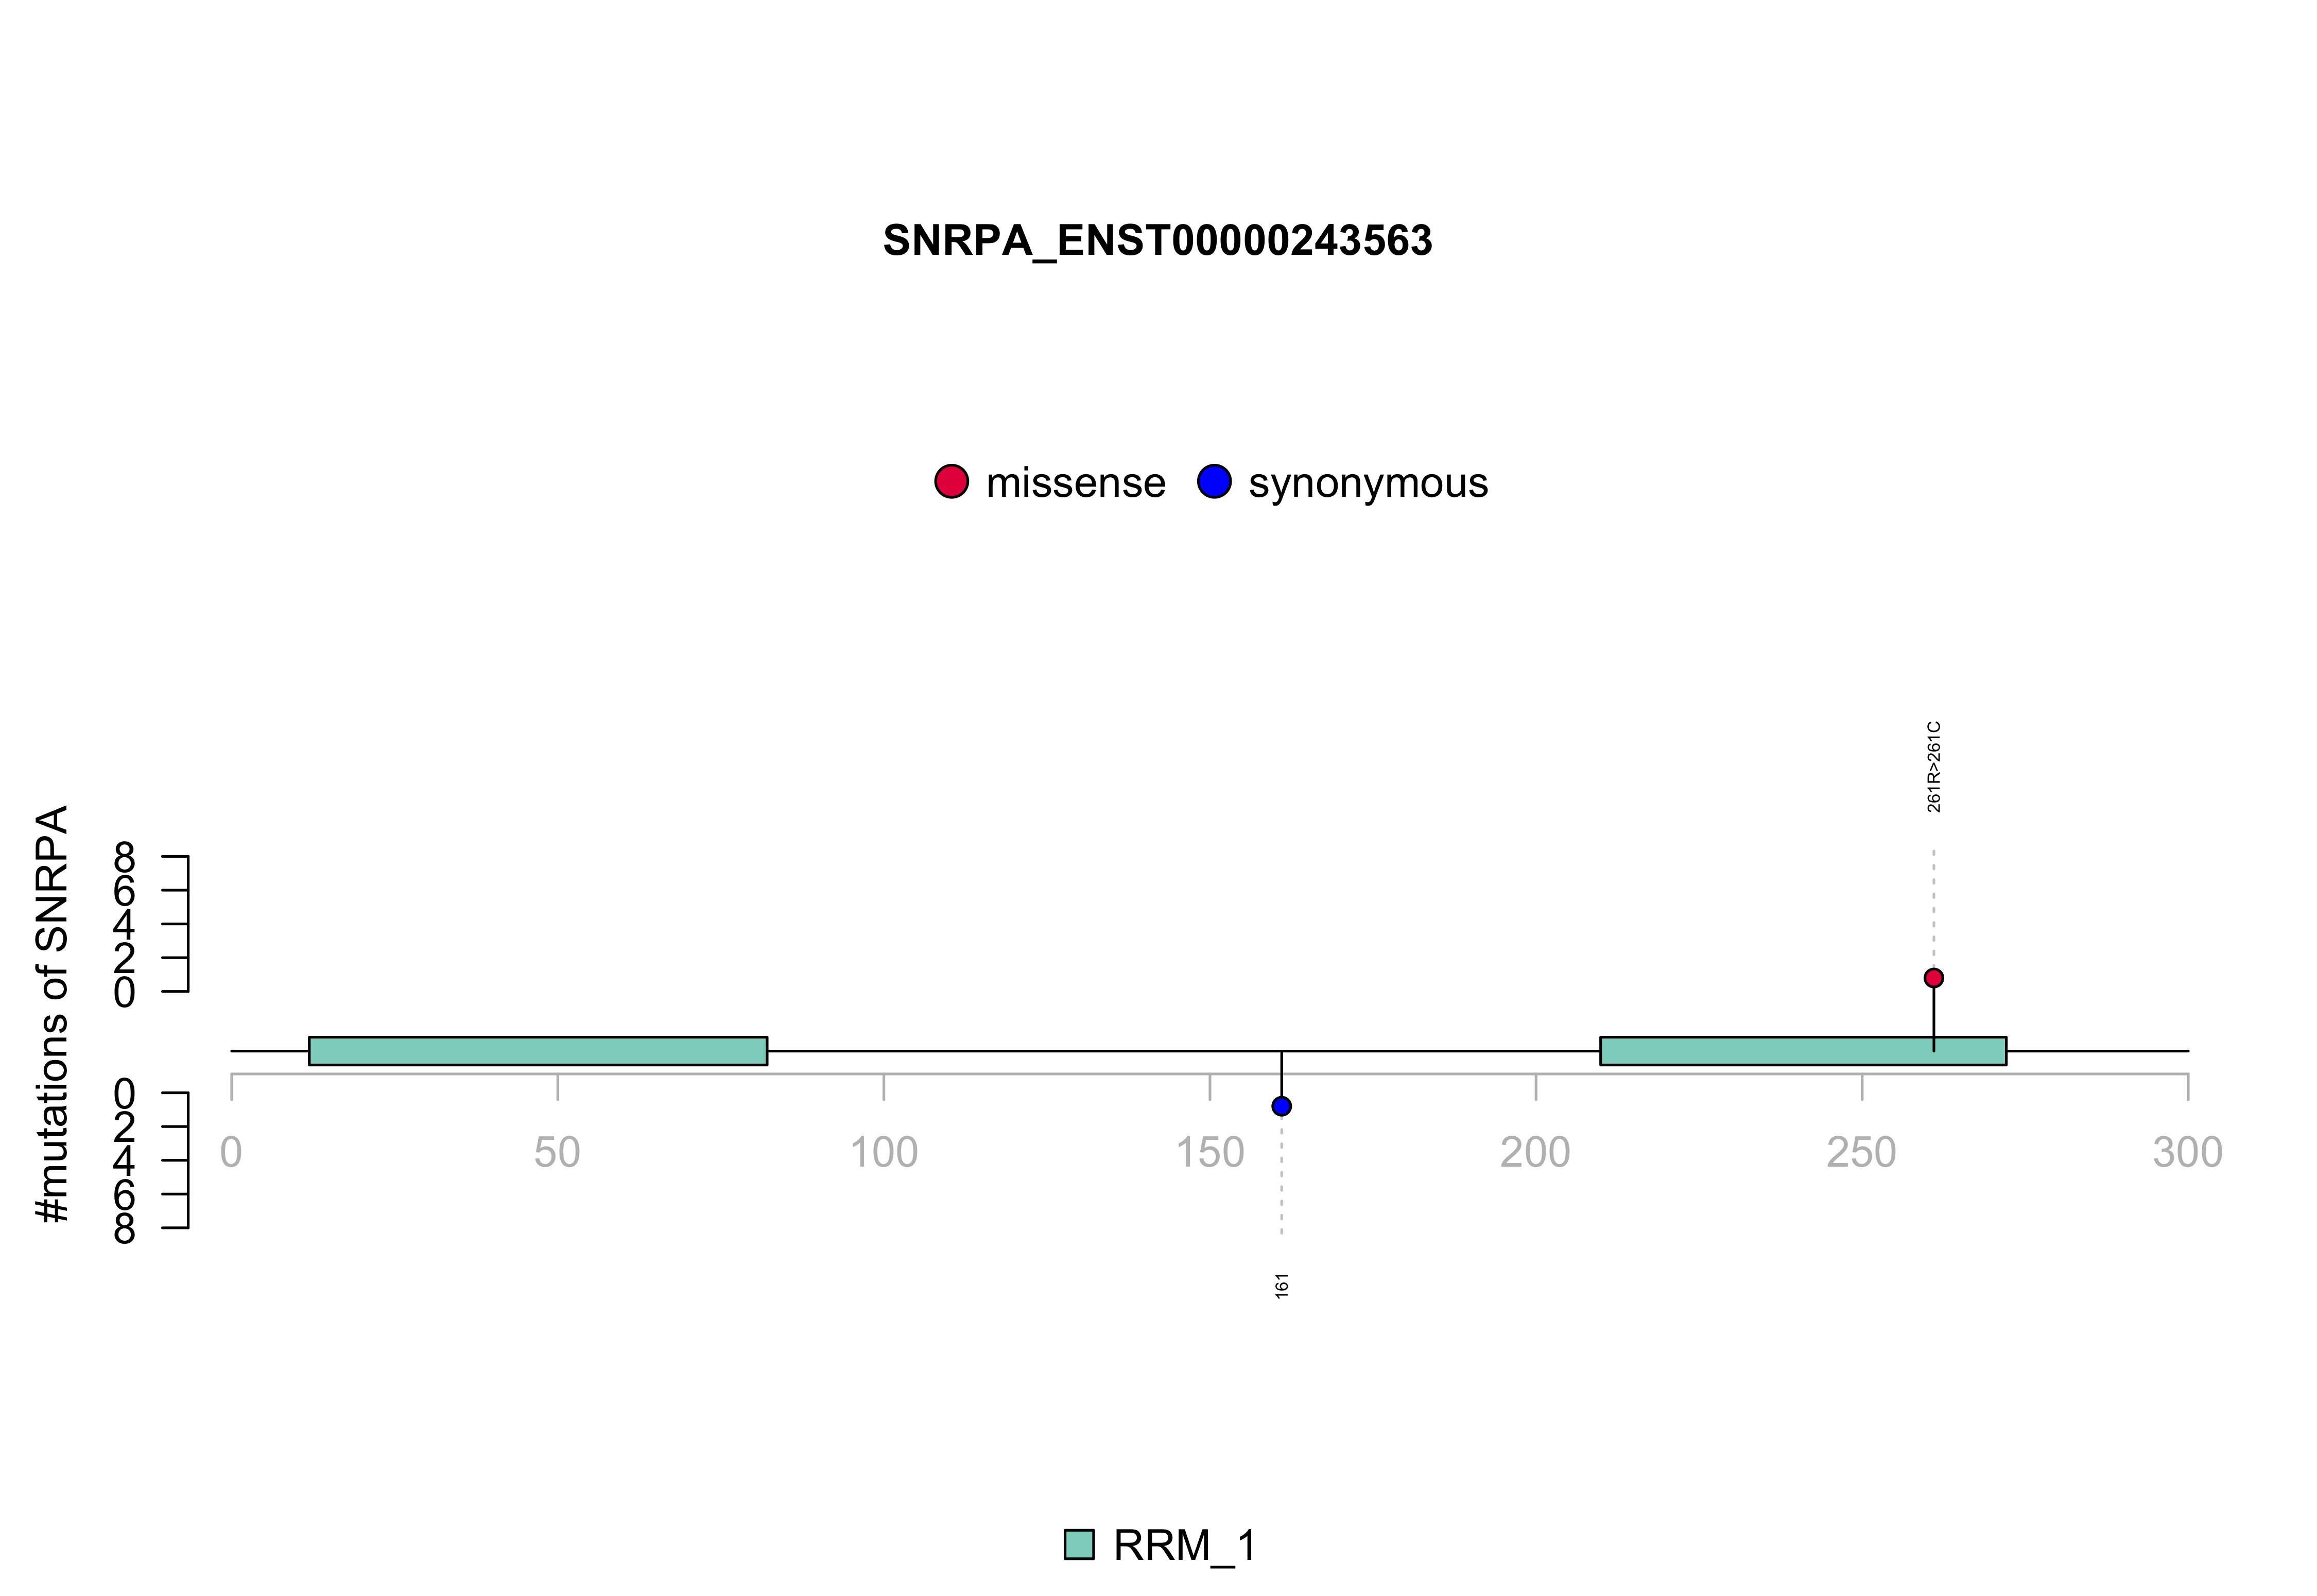 SNRPA_ENST00000243563
missense synonymous
261R>261C
#mutations of SNRPA
8
6
4
2
0
0
2
4
6
8
0 50 100 150 200 250 300
161
RRM_1